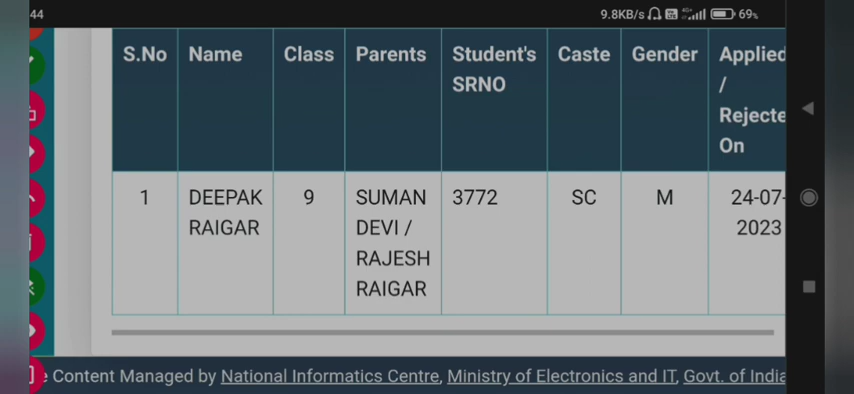 44 9.8KB/s 4G+ 69%
S.No Name Class Parents Student's SRNO Caste Gender Applied / Rejecte On
1 DEEPAK RAIGAR 9 SUMAN DEVI / RAJESH RAIGAR 3772 SC M 24-07-2023
e Content Managed by National Informatics Centre, Ministry of Electronics and IT, Govt. of India